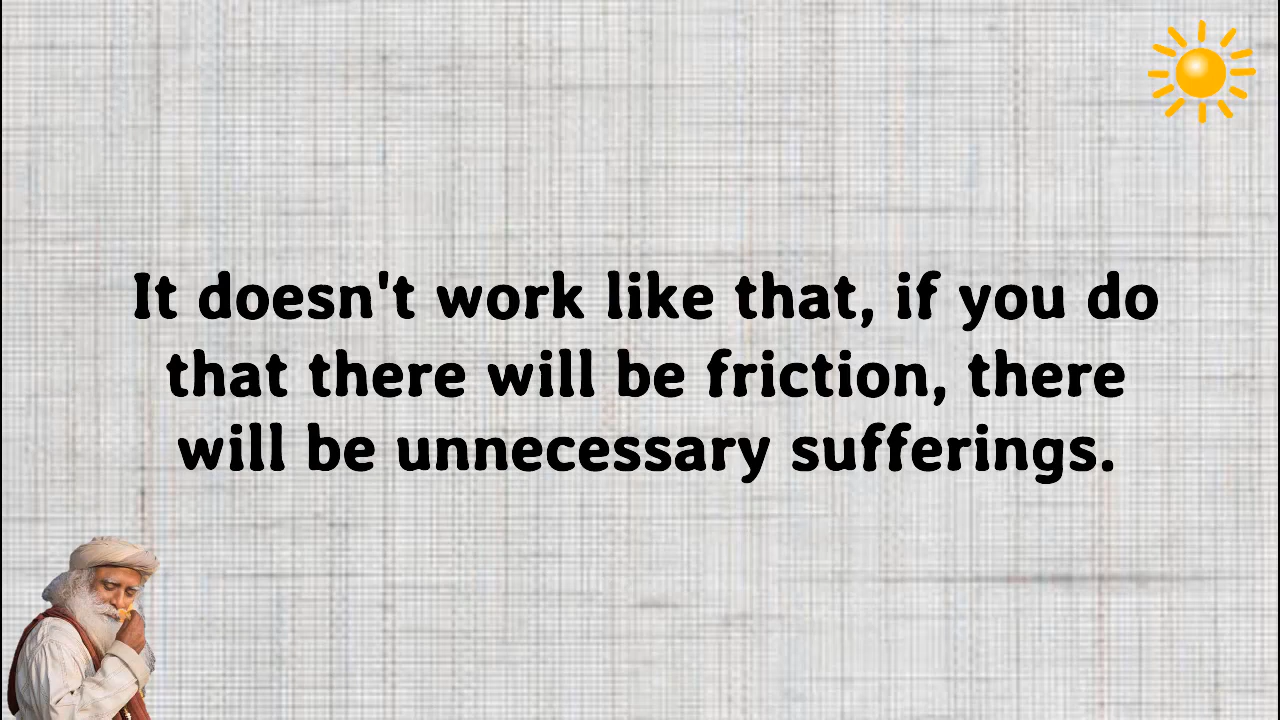 It doesn't work like that, if you do
that there will be friction, there
will be unnecessary sufferings.